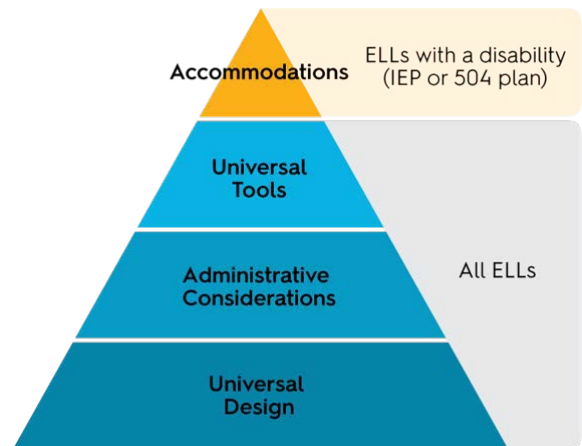 Accommodations
ELLs with a disability
(IEP or 504 plan)
Universal
Tools
Administrative
Considerations
All ELLs
Universal
Design